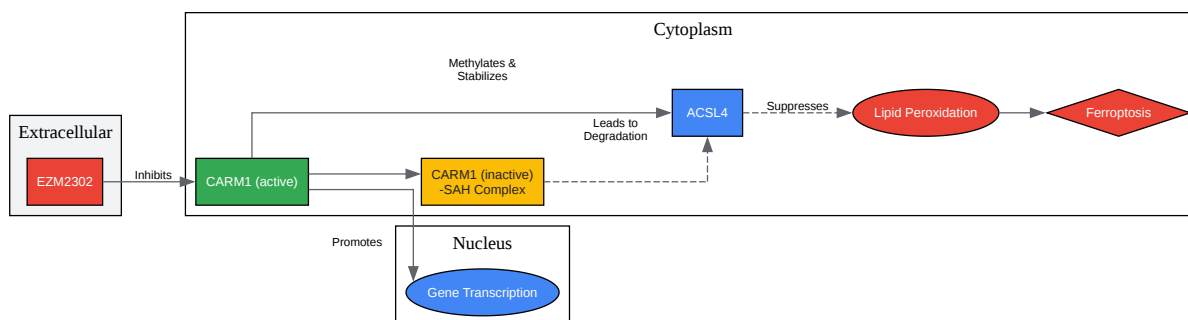 Cytoplasm
Methylates &
Stabilizes
ACSL4
Suppresses
Lipid Peroxidation
Ferroptosis
Leads to
Degradation
Extracellular
EZM2302
Inhibits
CARM1 (active)
CARM1 (inactive)
-SAH Complex
Promotes
Nucleus
Gene Transcription